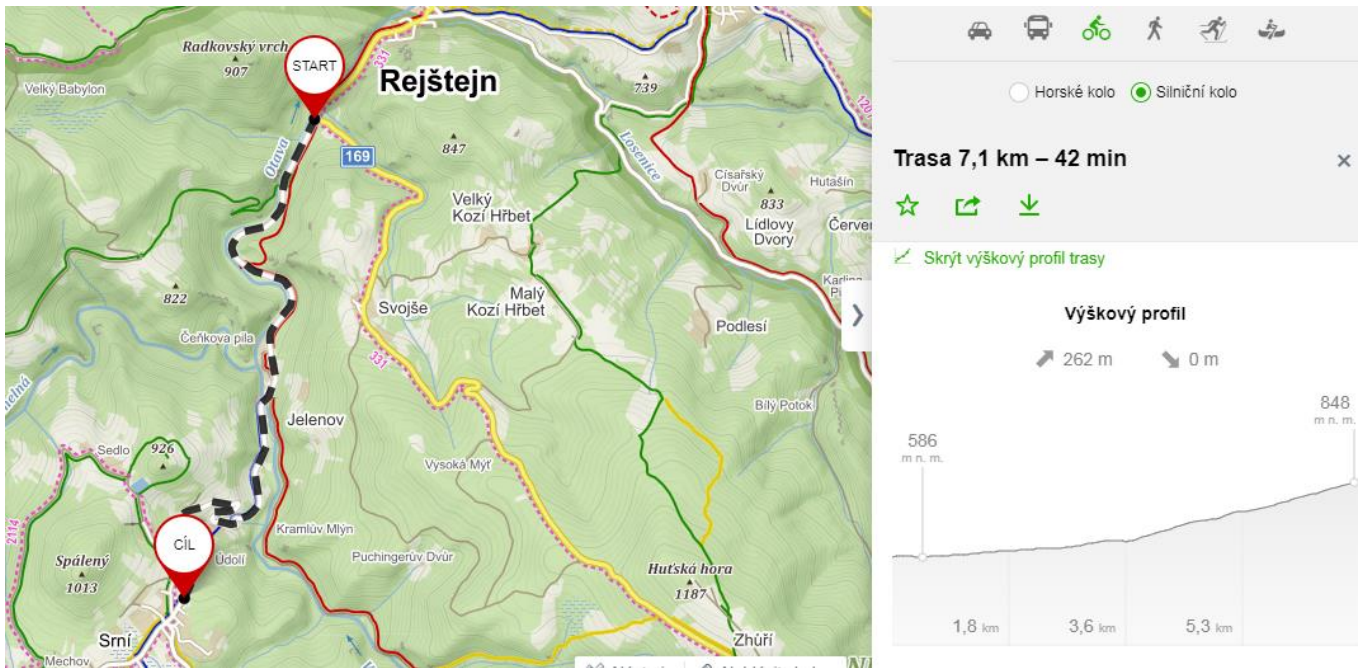 Radkovský vrch
907
START
331
Rejštejn
739
Velký Babylon
Otava
169
847
Losenice
Císařský
Dvůr
Hutašín
833
Velký
Kozí Hřbet
Lídlovy
Dvory
822
Svojše
Malý
Kozí Hřbet
Podlesí
Čeňkova pila
331
Jelenov
Bílý Potok
Sedlo
926
Vysoká Mýť
2114
CÍL
Kramlův Mlýn
Spálený
1013
Údolí
Puchingerův Dvůr
Huťská hora
1187
Srní
Zhůří
Mechov
Horské kolo
Silniční kolo
Trasa 7,1 km – 42 min
×
Skrýt výškový profil trasy
Výškový profil
262 m
0 m
848
m n. m.
586
m n. m.
1,8 km
3,6 km
5,3 km